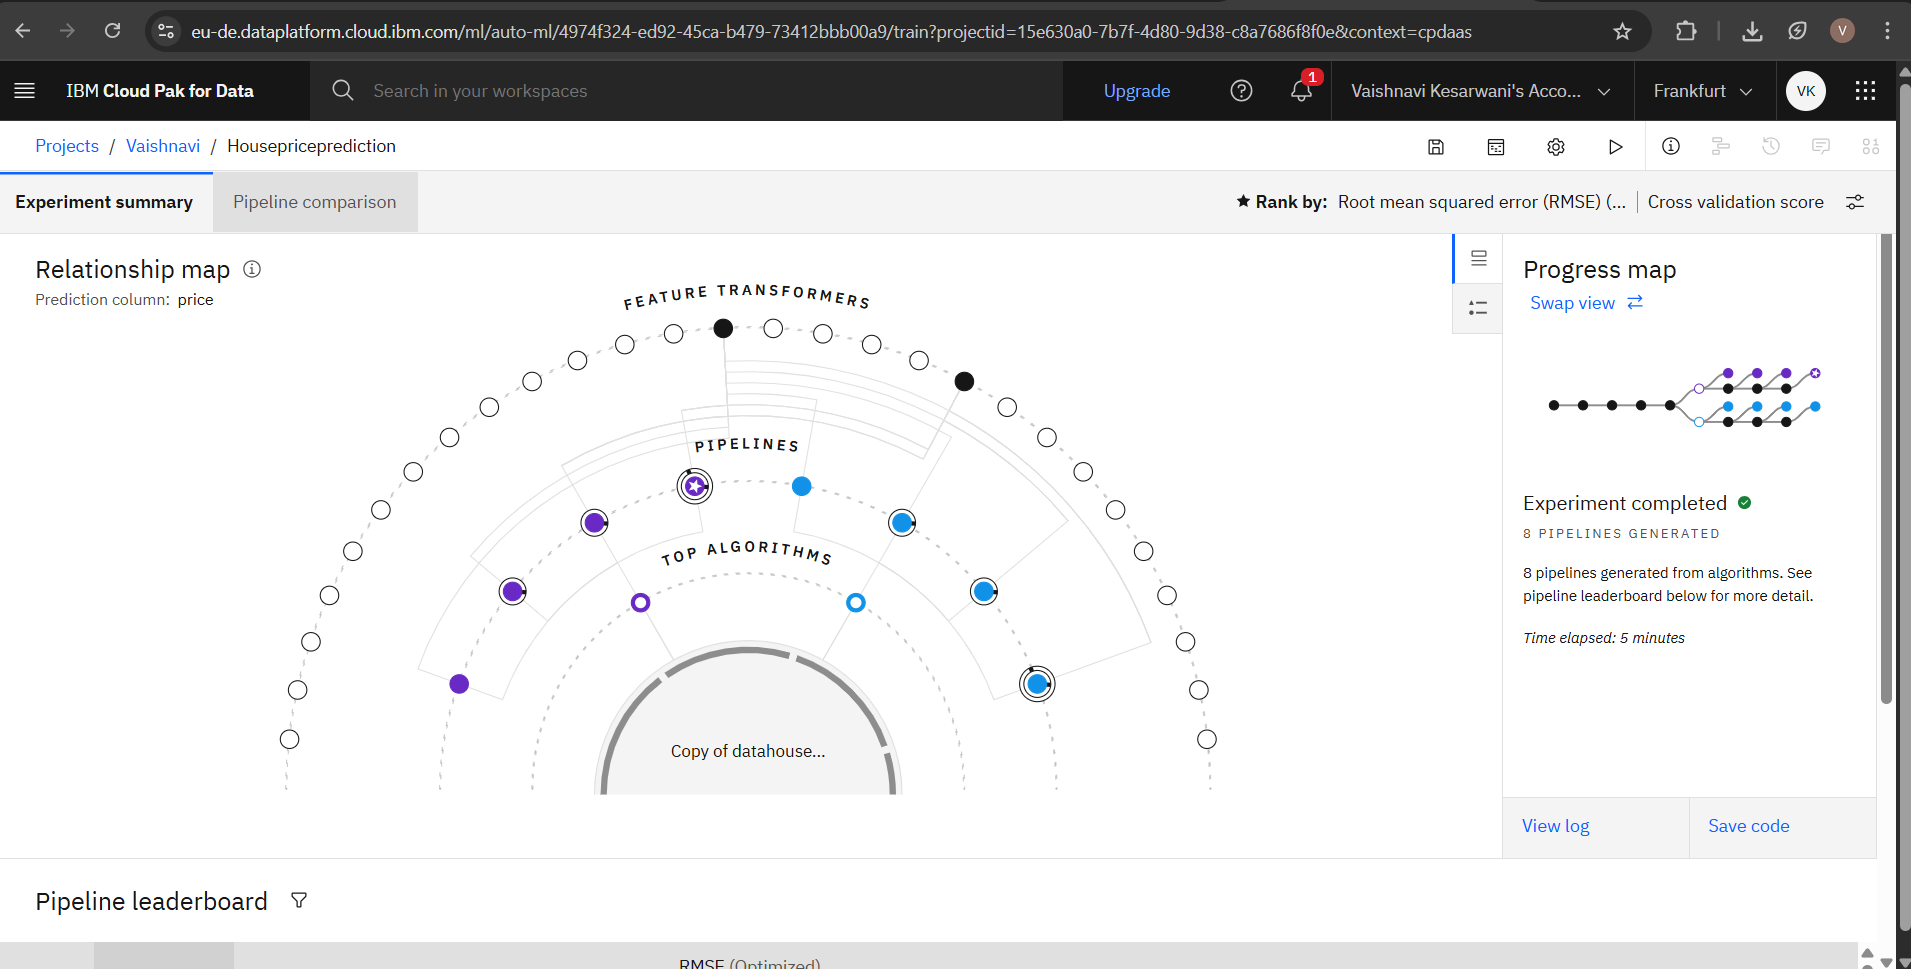 eu-de.dataplatform.cloud.ibm.com/ml/auto-ml/4974f324-ed92-45ca-b479-73412bbb00a9/train?projectid=15e630a0-7b7f-4d80-9d38-c8a7686f8f0e&context=cpdaas
V
IBM Cloud Pak for Data
Search in your workspaces
Upgrade
1
Vaishnavi Kesarwani's Acco...
Frankfurt
VK
Projects / Vaishnavi / Housepriceprediction
Experiment summary
Pipeline comparison
Rank by: Root mean squared error (RMSE) (... | Cross validation score
Relationship map
Prediction column: price
FEATURE TRANSFORMERS
PIPELINES
TOP ALGORITHMS
Copy of datahouse...
Progress map
Swap view
Experiment completed
8 PIPELINES GENERATED
8 pipelines generated from algorithms. See
pipeline leaderboard below for more detail.
Time elapsed: 5 minutes
View log
Save code
Pipeline leaderboard
RMSE (Optimized)